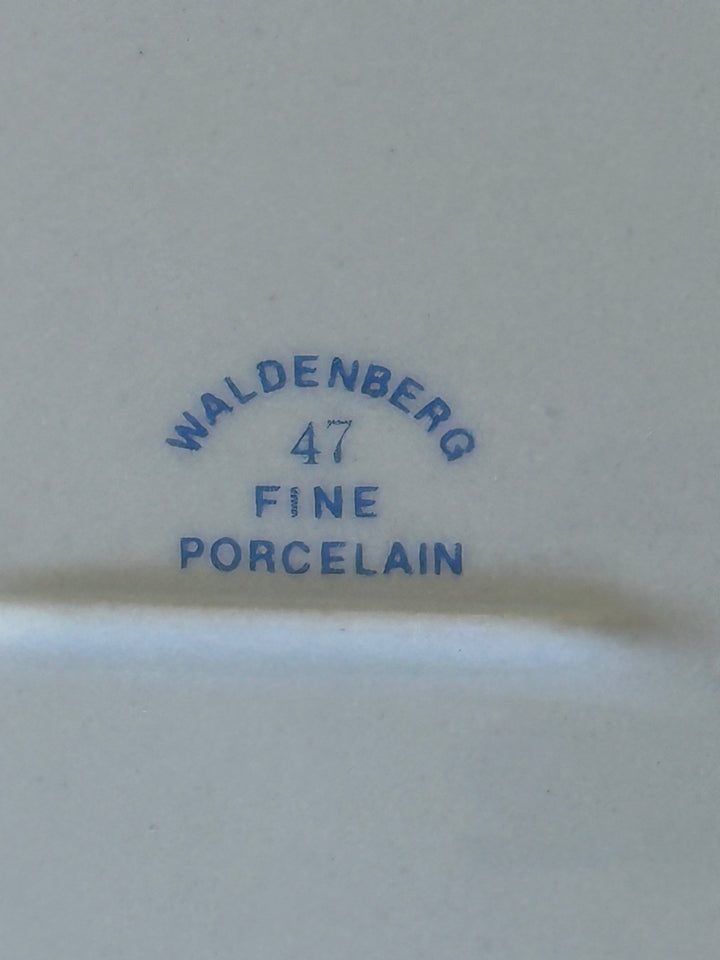 WALDENBERG
47
FINE
PORCELAIN